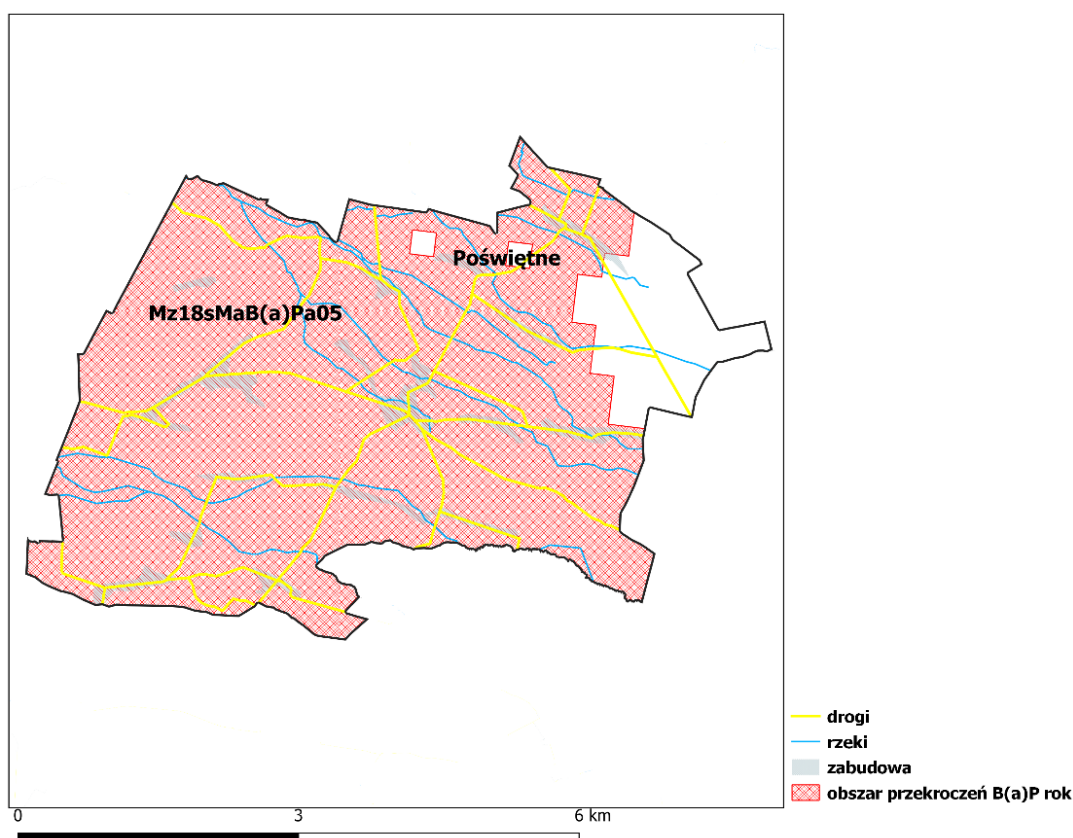 Poświętne
Mz18sMaB(a)Pa05
drogi
rzeki
zabudowa
obszar przekroczeń B(a)P rok
0 3 6 km